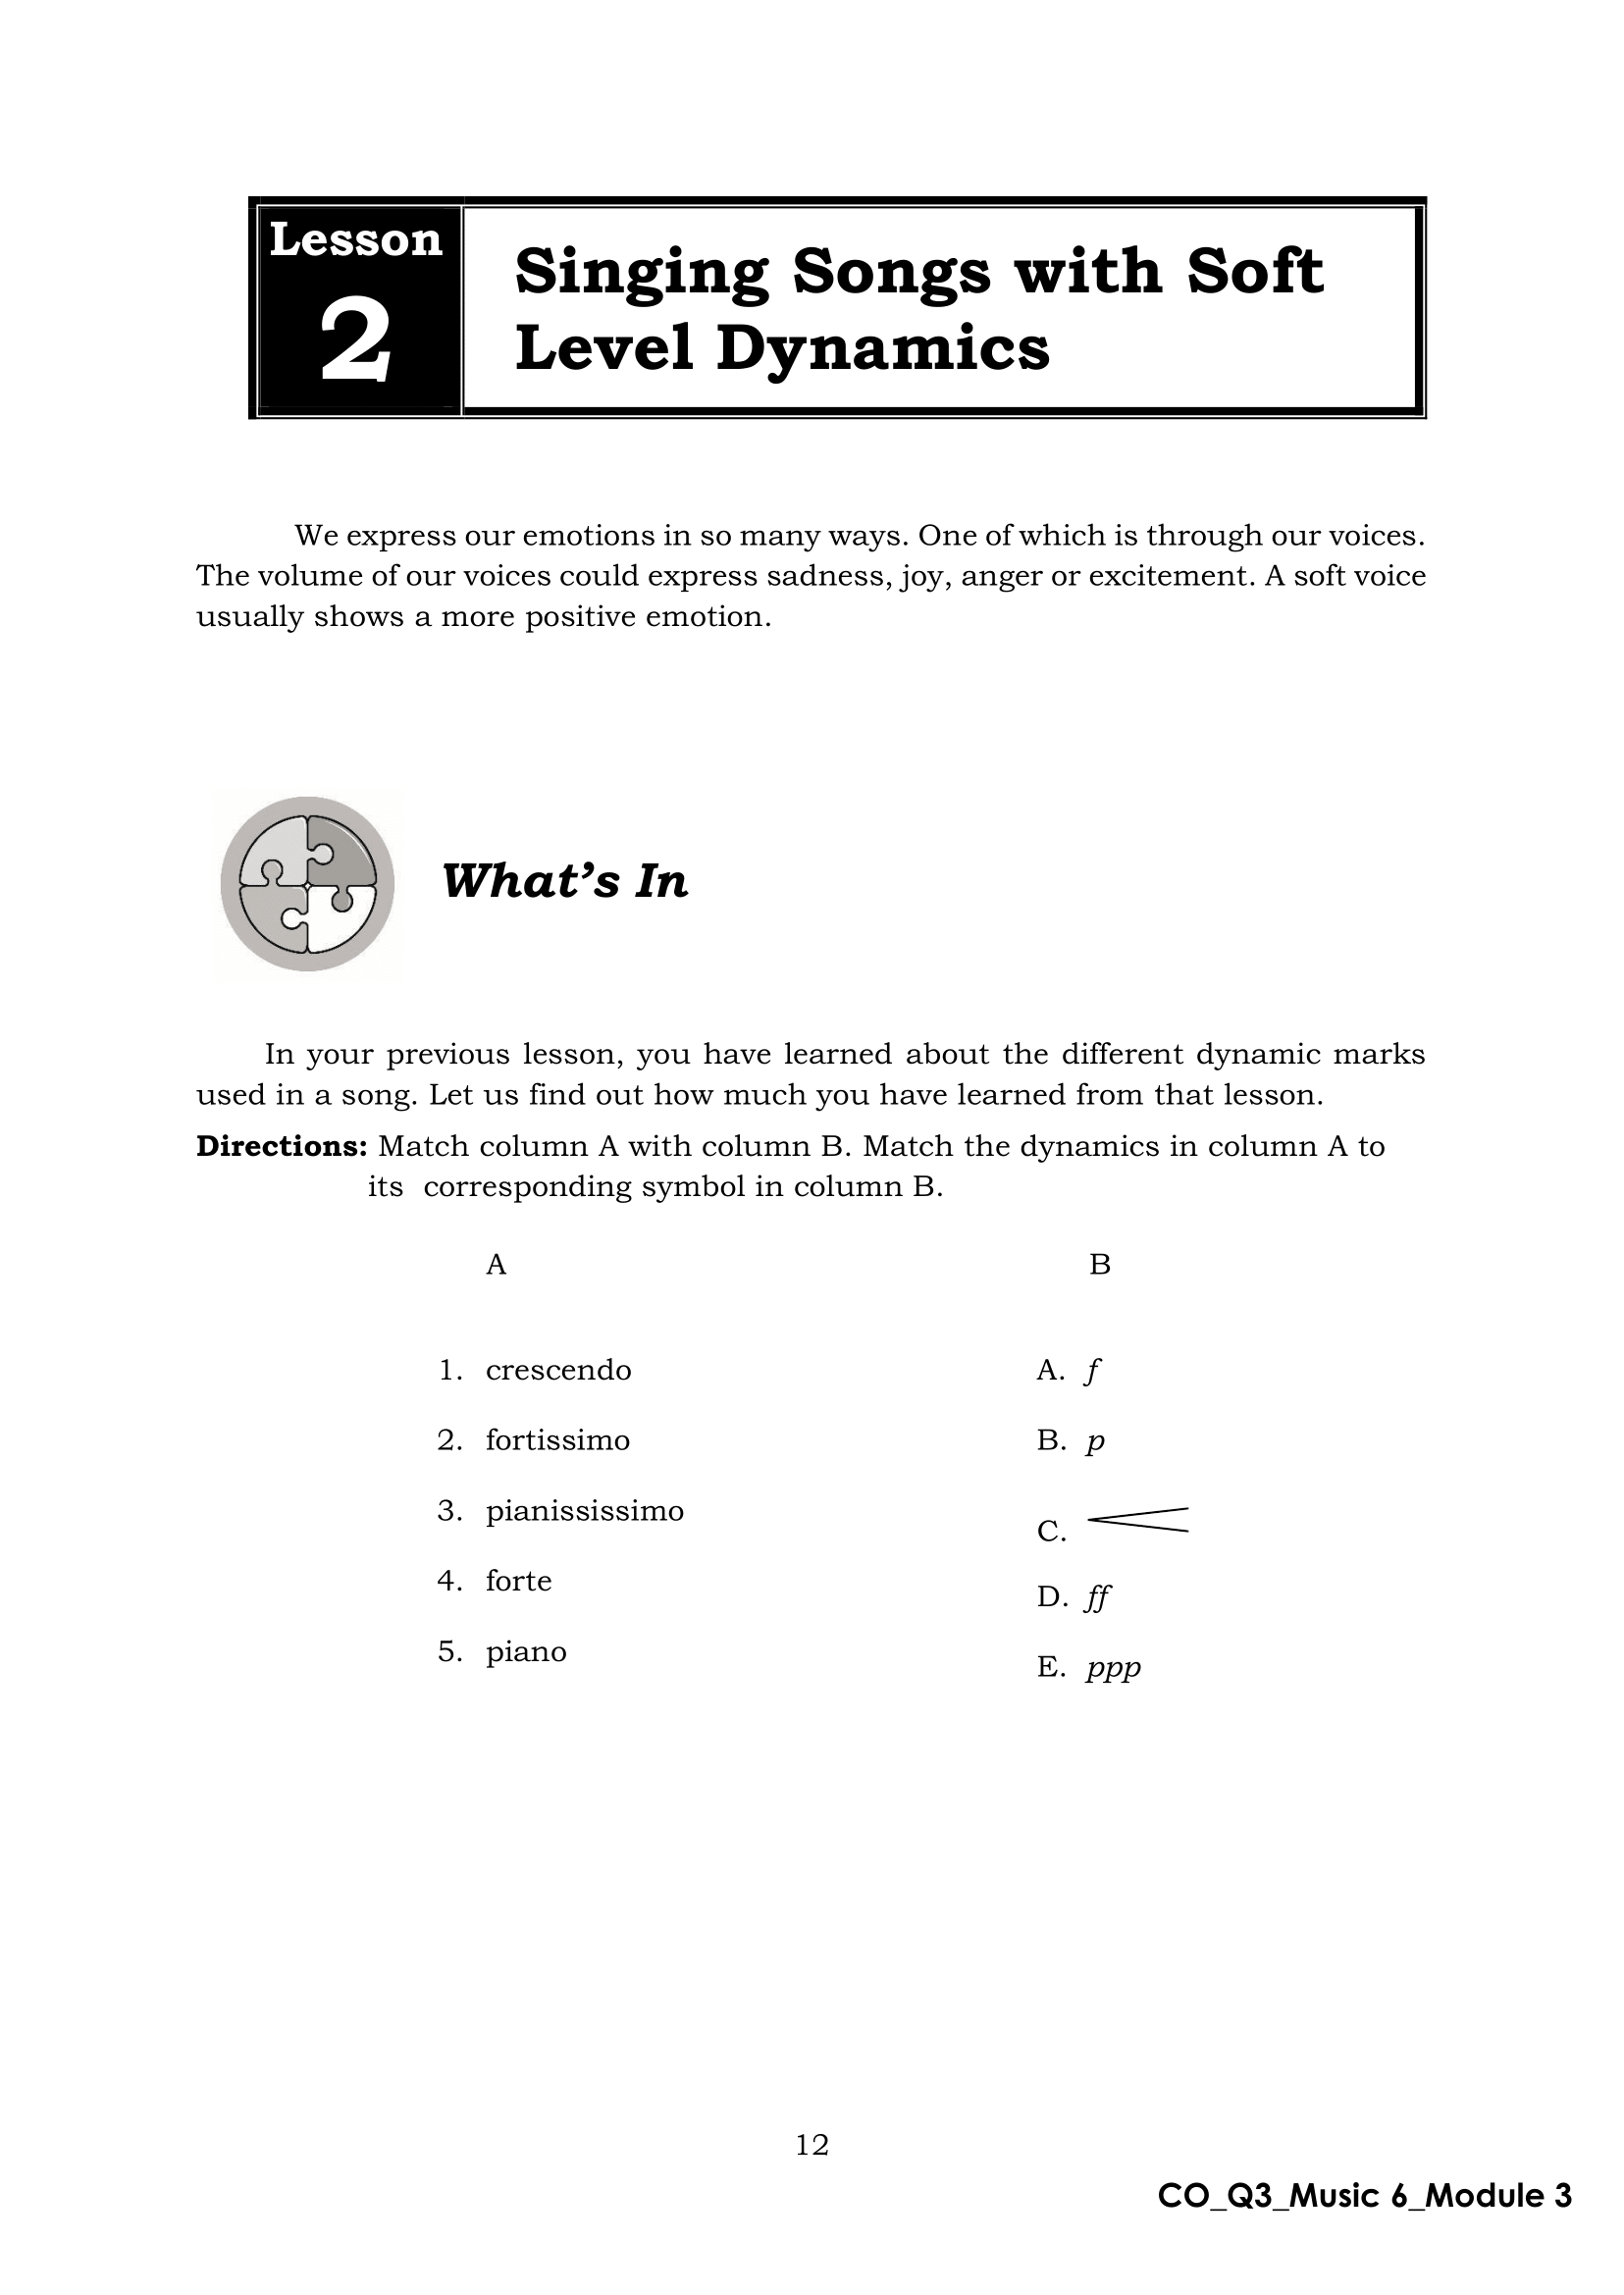 Lesson
2
Singing Songs with Soft
Level Dynamics
We express our emotions in so many ways. One of which is through our voices.
The volume of our voices could express sadness, joy, anger or excitement. A soft voice
usually shows a more positive emotion.
What’s In
In your previous lesson, you have learned about the different dynamic marks
used in a song. Let us find out how much you have learned from that lesson.
Directions: Match column A with column B. Match the dynamics in column A to
its corresponding symbol in column B.
A B
1. crescendo A. f
2. fortissimo B. p
3. pianississimo C.
4. forte D. ff
5. piano E. ppp
12
CO_Q3_Music 6_Module 3